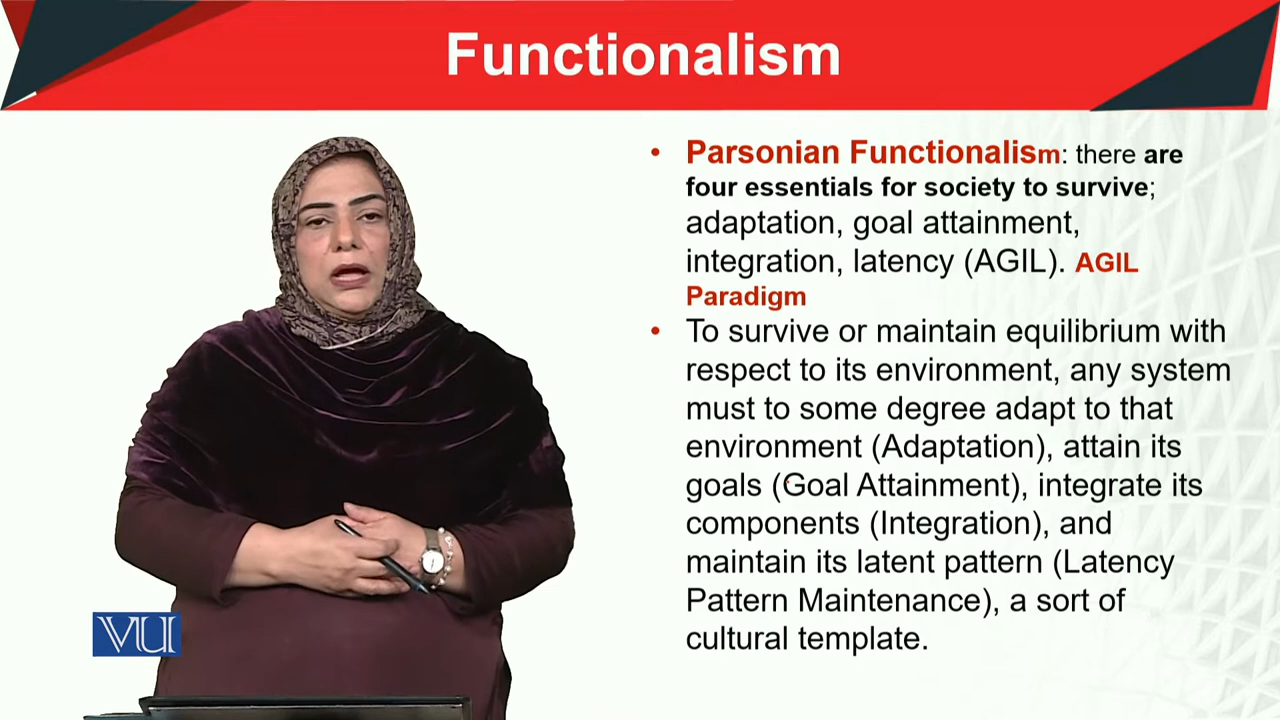 Functionalism
• Parsonian Functionalism: there are
four essentials for society to survive;
adaptation, goal attainment,
integration, latency (AGIL). AGIL
Paradigm
• To survive or maintain equilibrium with
respect to its environment, any system
must to some degree adapt to that
environment (Adaptation), attain its
goals (Goal Attainment), integrate its
components (Integration), and
maintain its latent pattern (Latency
Pattern Maintenance), a sort of
cultural template.
VU